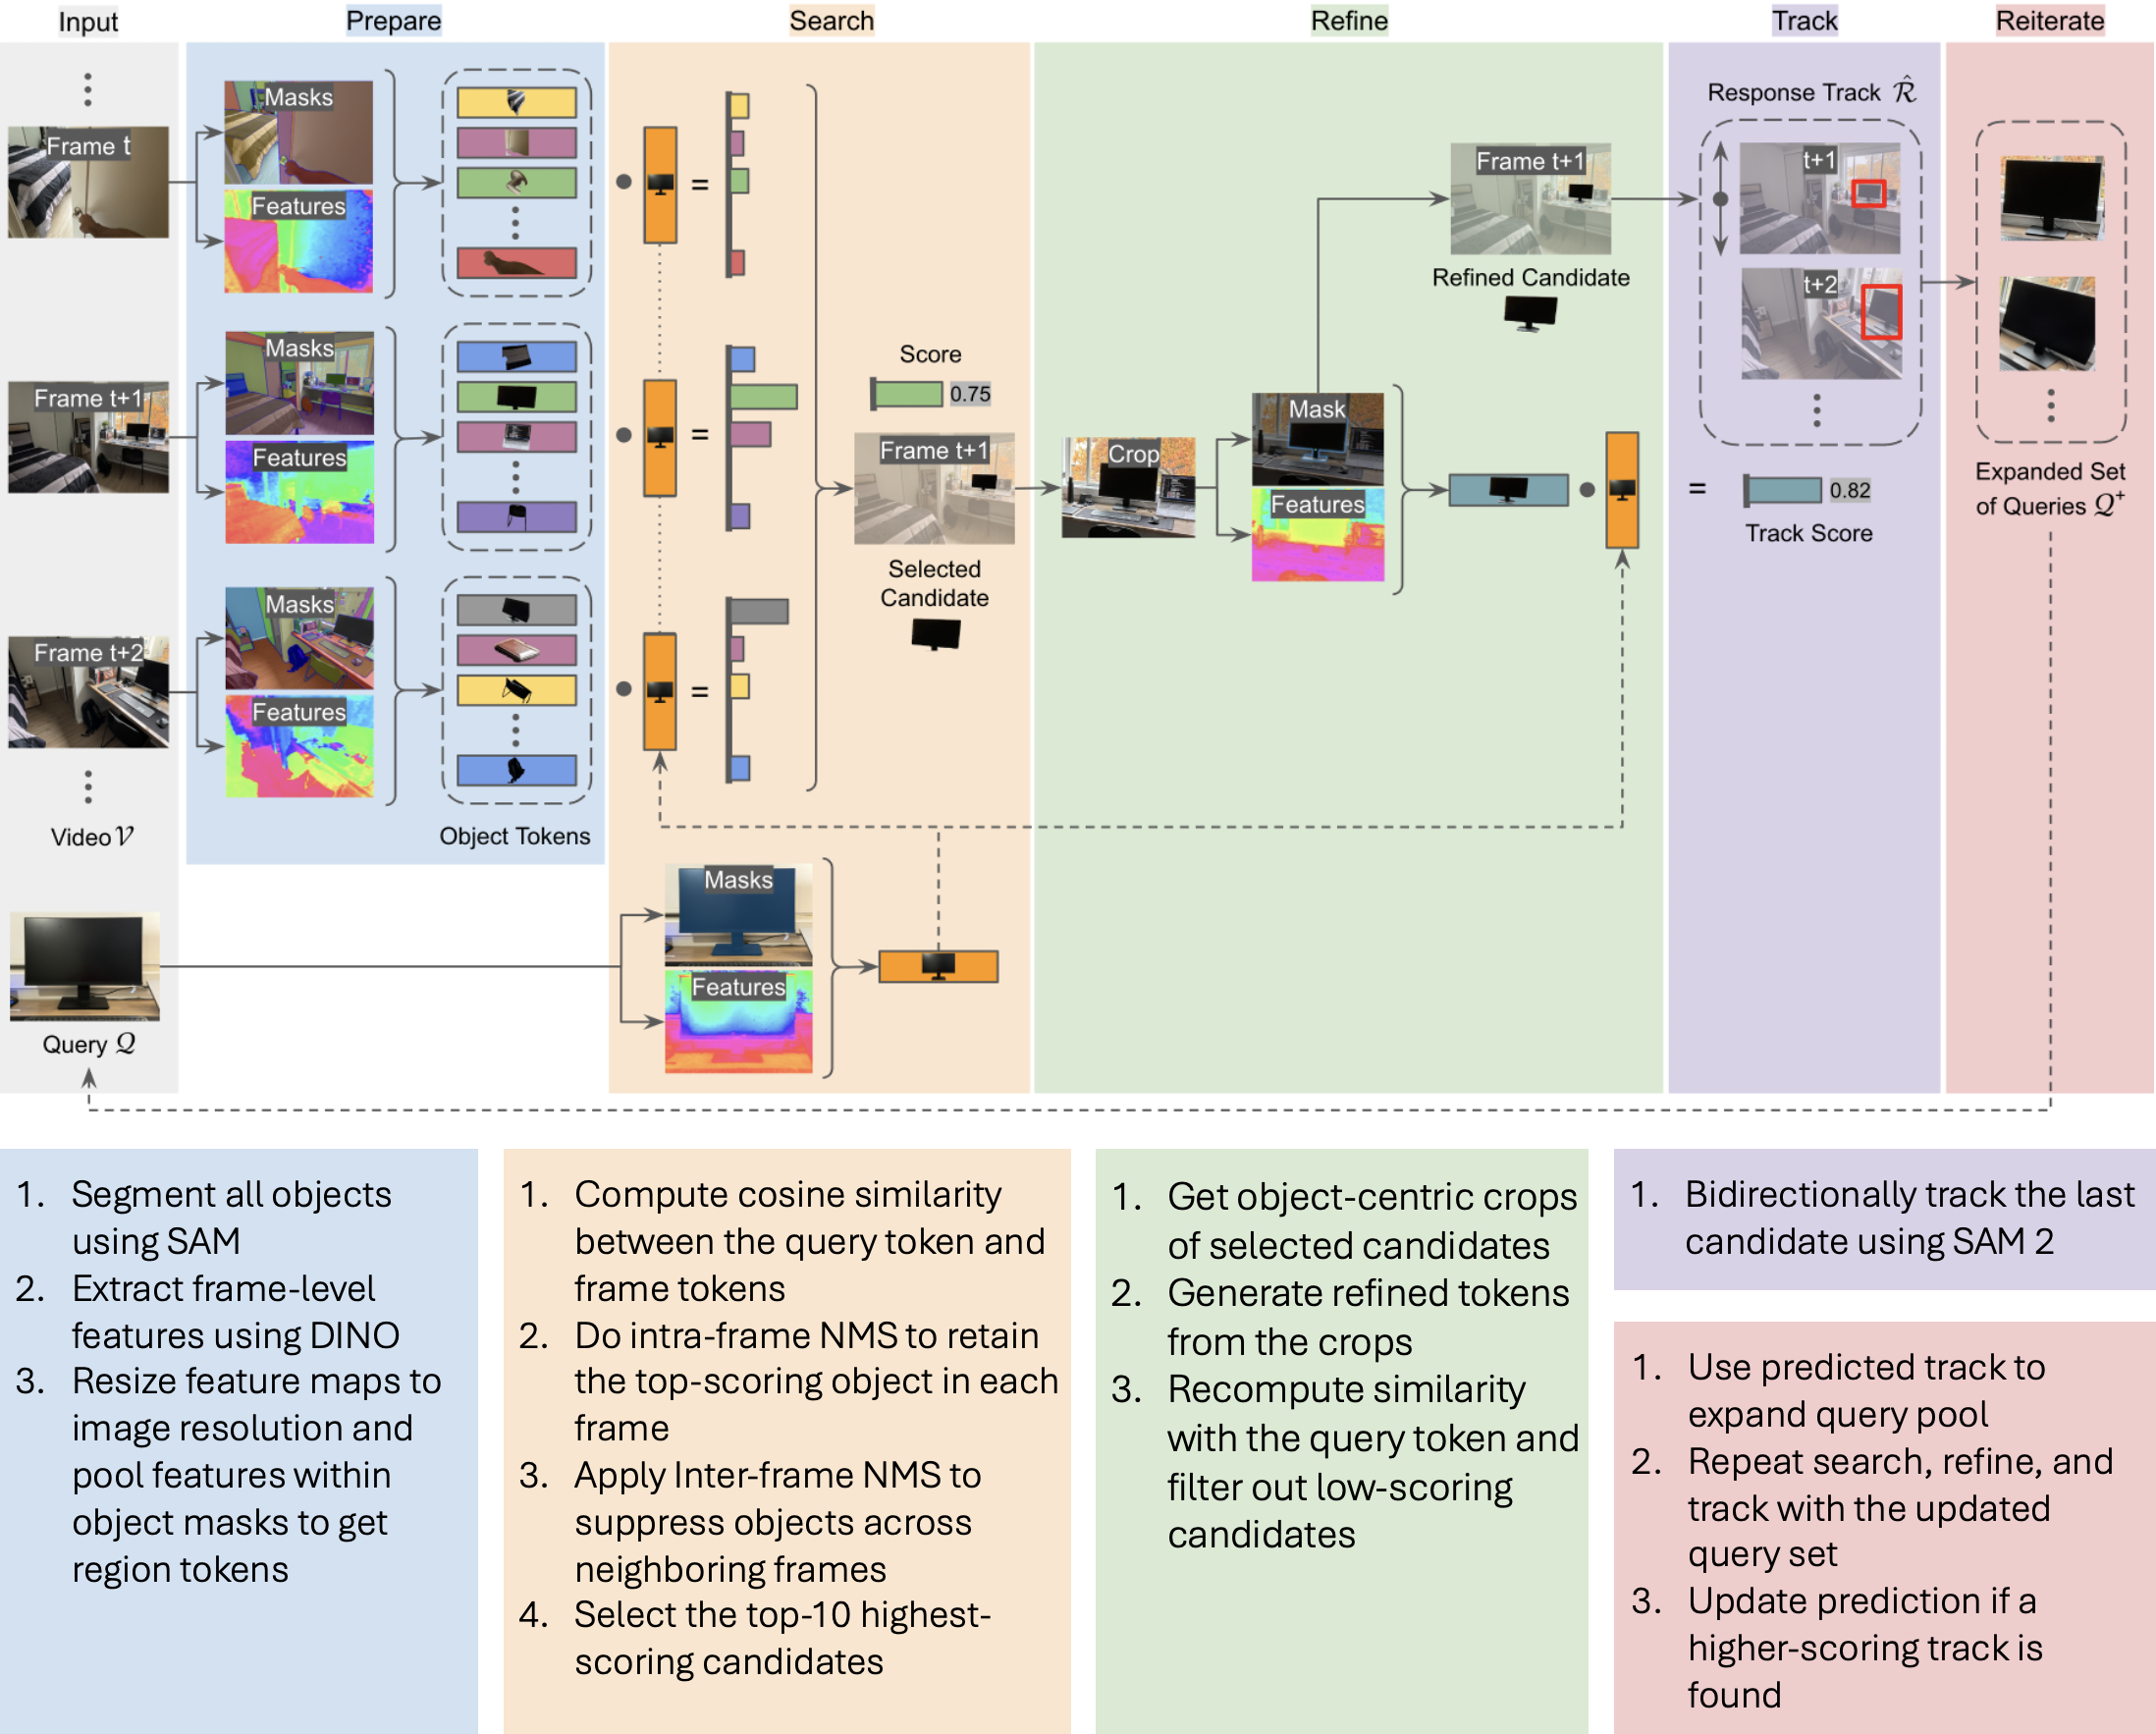 Input
Prepare
Search
Refine
Track
Reiterate
Frame t
Masks
Features
Frame t+1
Masks
Features
Frame t+2
Masks
Features
Video 𝒱
Object Tokens
Query 𝒬
=
=
=
Score
0.75
Frame t+1
Selected
Candidate
Masks
Features
Crop
Mask
Features
Frame t+1
Refined Candidate
=
Response Track ℛ̂
t+1
t+2
0.82
Track Score
Expanded Set
of Queries 𝒬⁺
1. Segment all objects
using SAM
2. Extract frame-level
features using DINO
3. Resize feature maps to
image resolution and
pool features within
object masks to get
region tokens
1. Compute cosine similarity
between the query token and
frame tokens
2. Do intra-frame NMS to retain
the top-scoring object in each
frame
3. Apply Inter-frame NMS to
suppress objects across
neighboring frames
4. Select the top-10 highest-
scoring candidates
1. Get object-centric crops
of selected candidates
2. Generate refined tokens
from the crops
3. Recompute similarity
with the query token and
filter out low-scoring
candidates
1. Bidirectionally track the last
candidate using SAM 2
1. Use predicted track to
expand query pool
2. Repeat search, refine, and
track with the updated
query set
3. Update prediction if a
higher-scoring track is
found